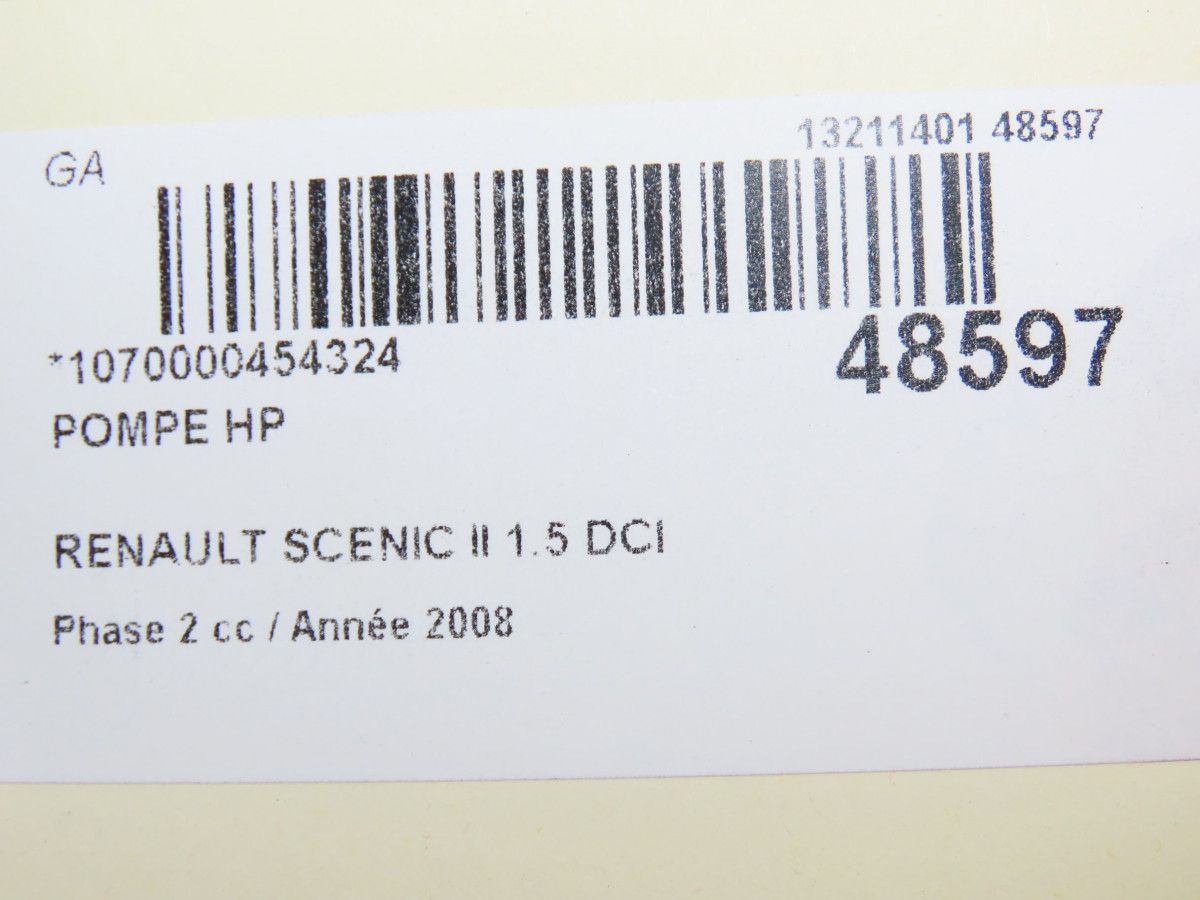 GA
13211401 48597
*1070000454324
48597
POMPE HP
RENAULT SCENIC II 1.5 DCI
Phase 2 cc / Année 2008